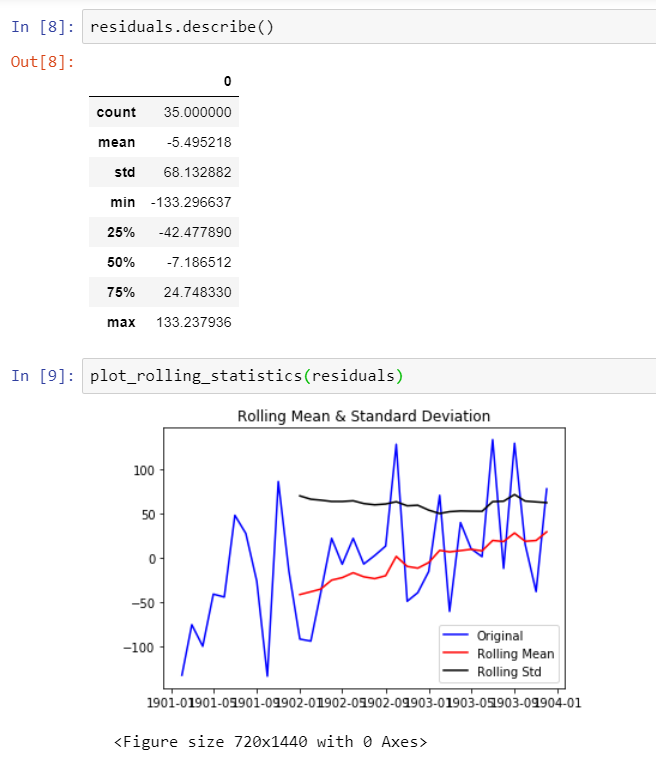 In [8]: residuals.describe()
Out[8]:
0
count 35.000000
mean -5.495218
std 68.132882
min -133.296637
25% -42.477890
50% -7.186512
75% 24.748330
max 133.237936
In [9]: plot_rolling_statistics(residuals)
Rolling Mean & Standard Deviation
100
50
0
−50
−100
Original
Rolling Mean
Rolling Std
1901-01 1901-05 1901-09 1902-01 1902-05 1902-09 1903-01 1903-05 1903-09 1904-01
<Figure size 720x1440 with 0 Axes>